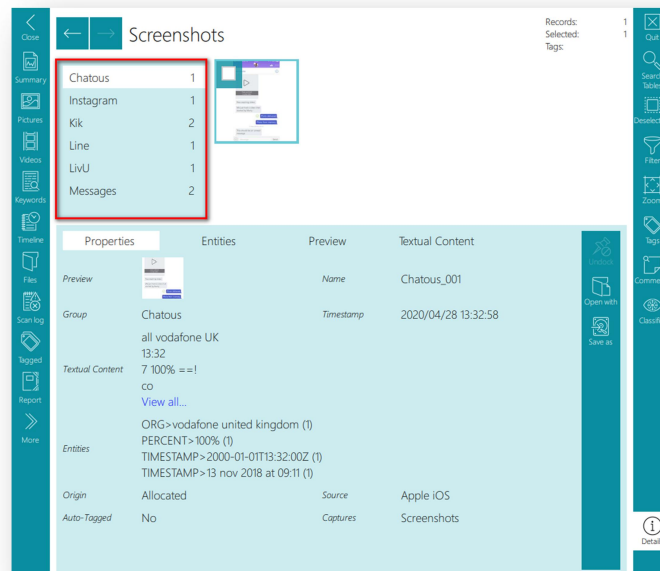 Close
Summary
Pictures
Videos
Keywords
Timeline
Files
Scan log
Tagged
Report
More
Screenshots
Records: 1
Selected: 1
Tags:
Chatous 1
Instagram 1
Kik 2
Line 1
LivU 1
Messages 2
Properties Entities Preview Textual Content
Preview
Name Chatous_001
Group Chatous
Timestamp 2020/04/28 13:32:58
Textual Content
all vodafone UK
13:32
7 100% ==!
co
View all...
Entities
ORG>vodafone united kingdom (1)
PERCENT>100% (1)
TIMESTAMP>2000-01-01T13:32:00Z (1)
TIMESTAMP>13 nov 2018 at 09:11 (1)
Origin Allocated
Source Apple iOS
Auto-Tagged No
Captures Screenshots
Undock
Open with
Save as
Quit
Search
Tables
Deselect
Filter
Zoom
Tags
Comme
Classifi
Detail